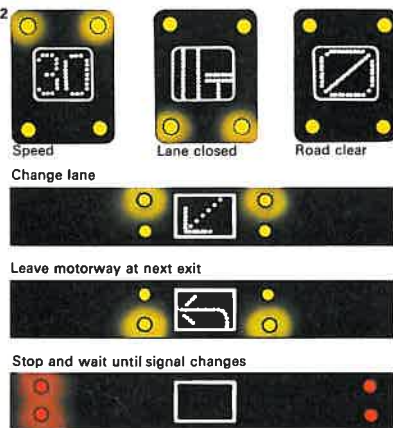 2
30
Speed Lane closed Road clear
Change lane
Leave motorway at next exit
Stop and wait until signal changes